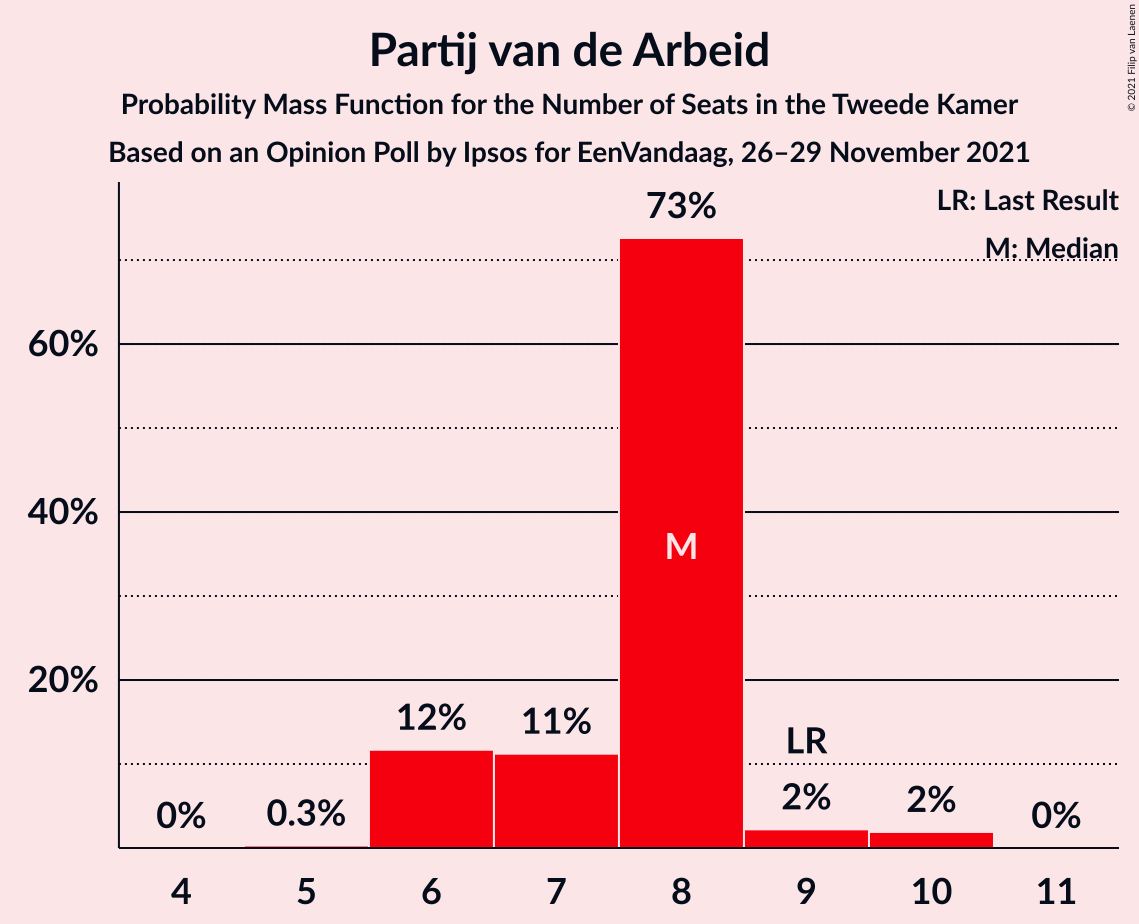 Partij van de Arbeid
Probability Mass Function for the Number of Seats in the Tweede Kamer
Based on an Opinion Poll by Ipsos for EenVandaag, 26–29 November 2021
© 2021 Filip van Laenen
LR: Last Result
M: Median
60%
40%
20%
0%
0.3%
12%
11%
73%
M
LR
2%
2%
0%
4 5 6 7 8 9 10 11